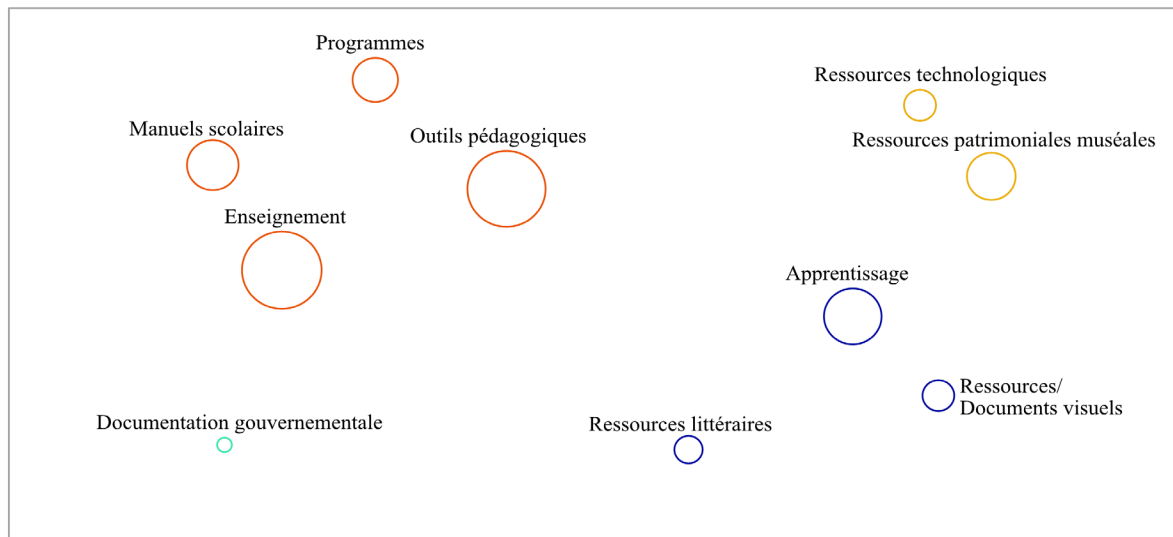 Programmes
Ressources technologiques
Manuels scolaires
Outils pédagogiques
Ressources patrimoniales muséales
Enseignement
Apprentissage
Ressources/
Documents visuels
Documentation gouvernementale
Ressources littéraires